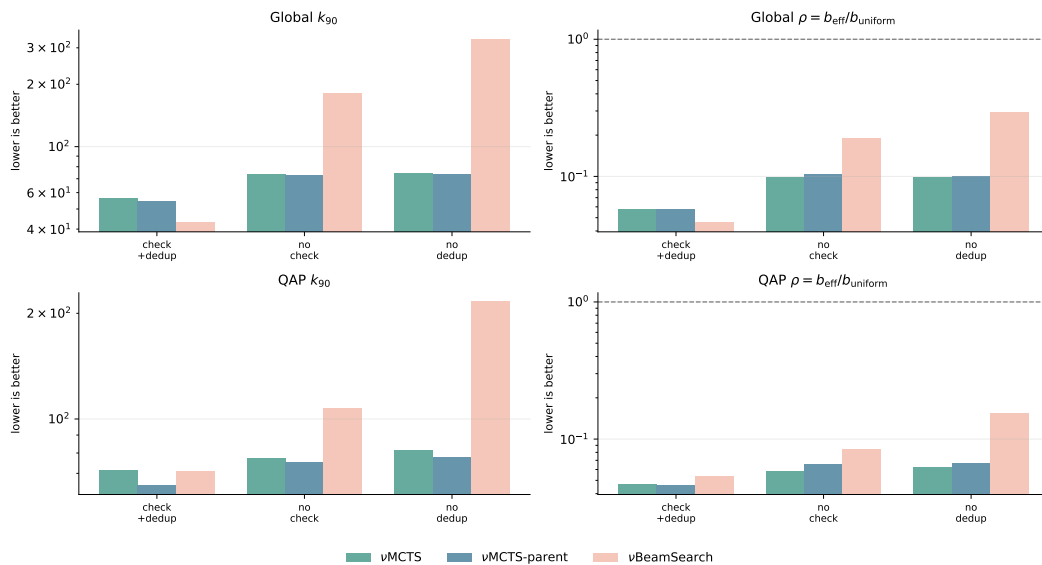 Global k₉₀
lower is better
3 × 10²
2 × 10²
10²
6 × 10¹
4 × 10¹
check +dedup
no check
no dedup
Global ρ = b_eff/b_uniform
lower is better
10⁰
10⁻¹
check +dedup
no check
no dedup
QAP k₉₀
lower is better
2 × 10²
10²
check +dedup
no check
no dedup
QAP ρ = b_eff/b_uniform
lower is better
10⁰
10⁻¹
check +dedup
no check
no dedup
νMCTS νMCTS-parent νBeamSearch